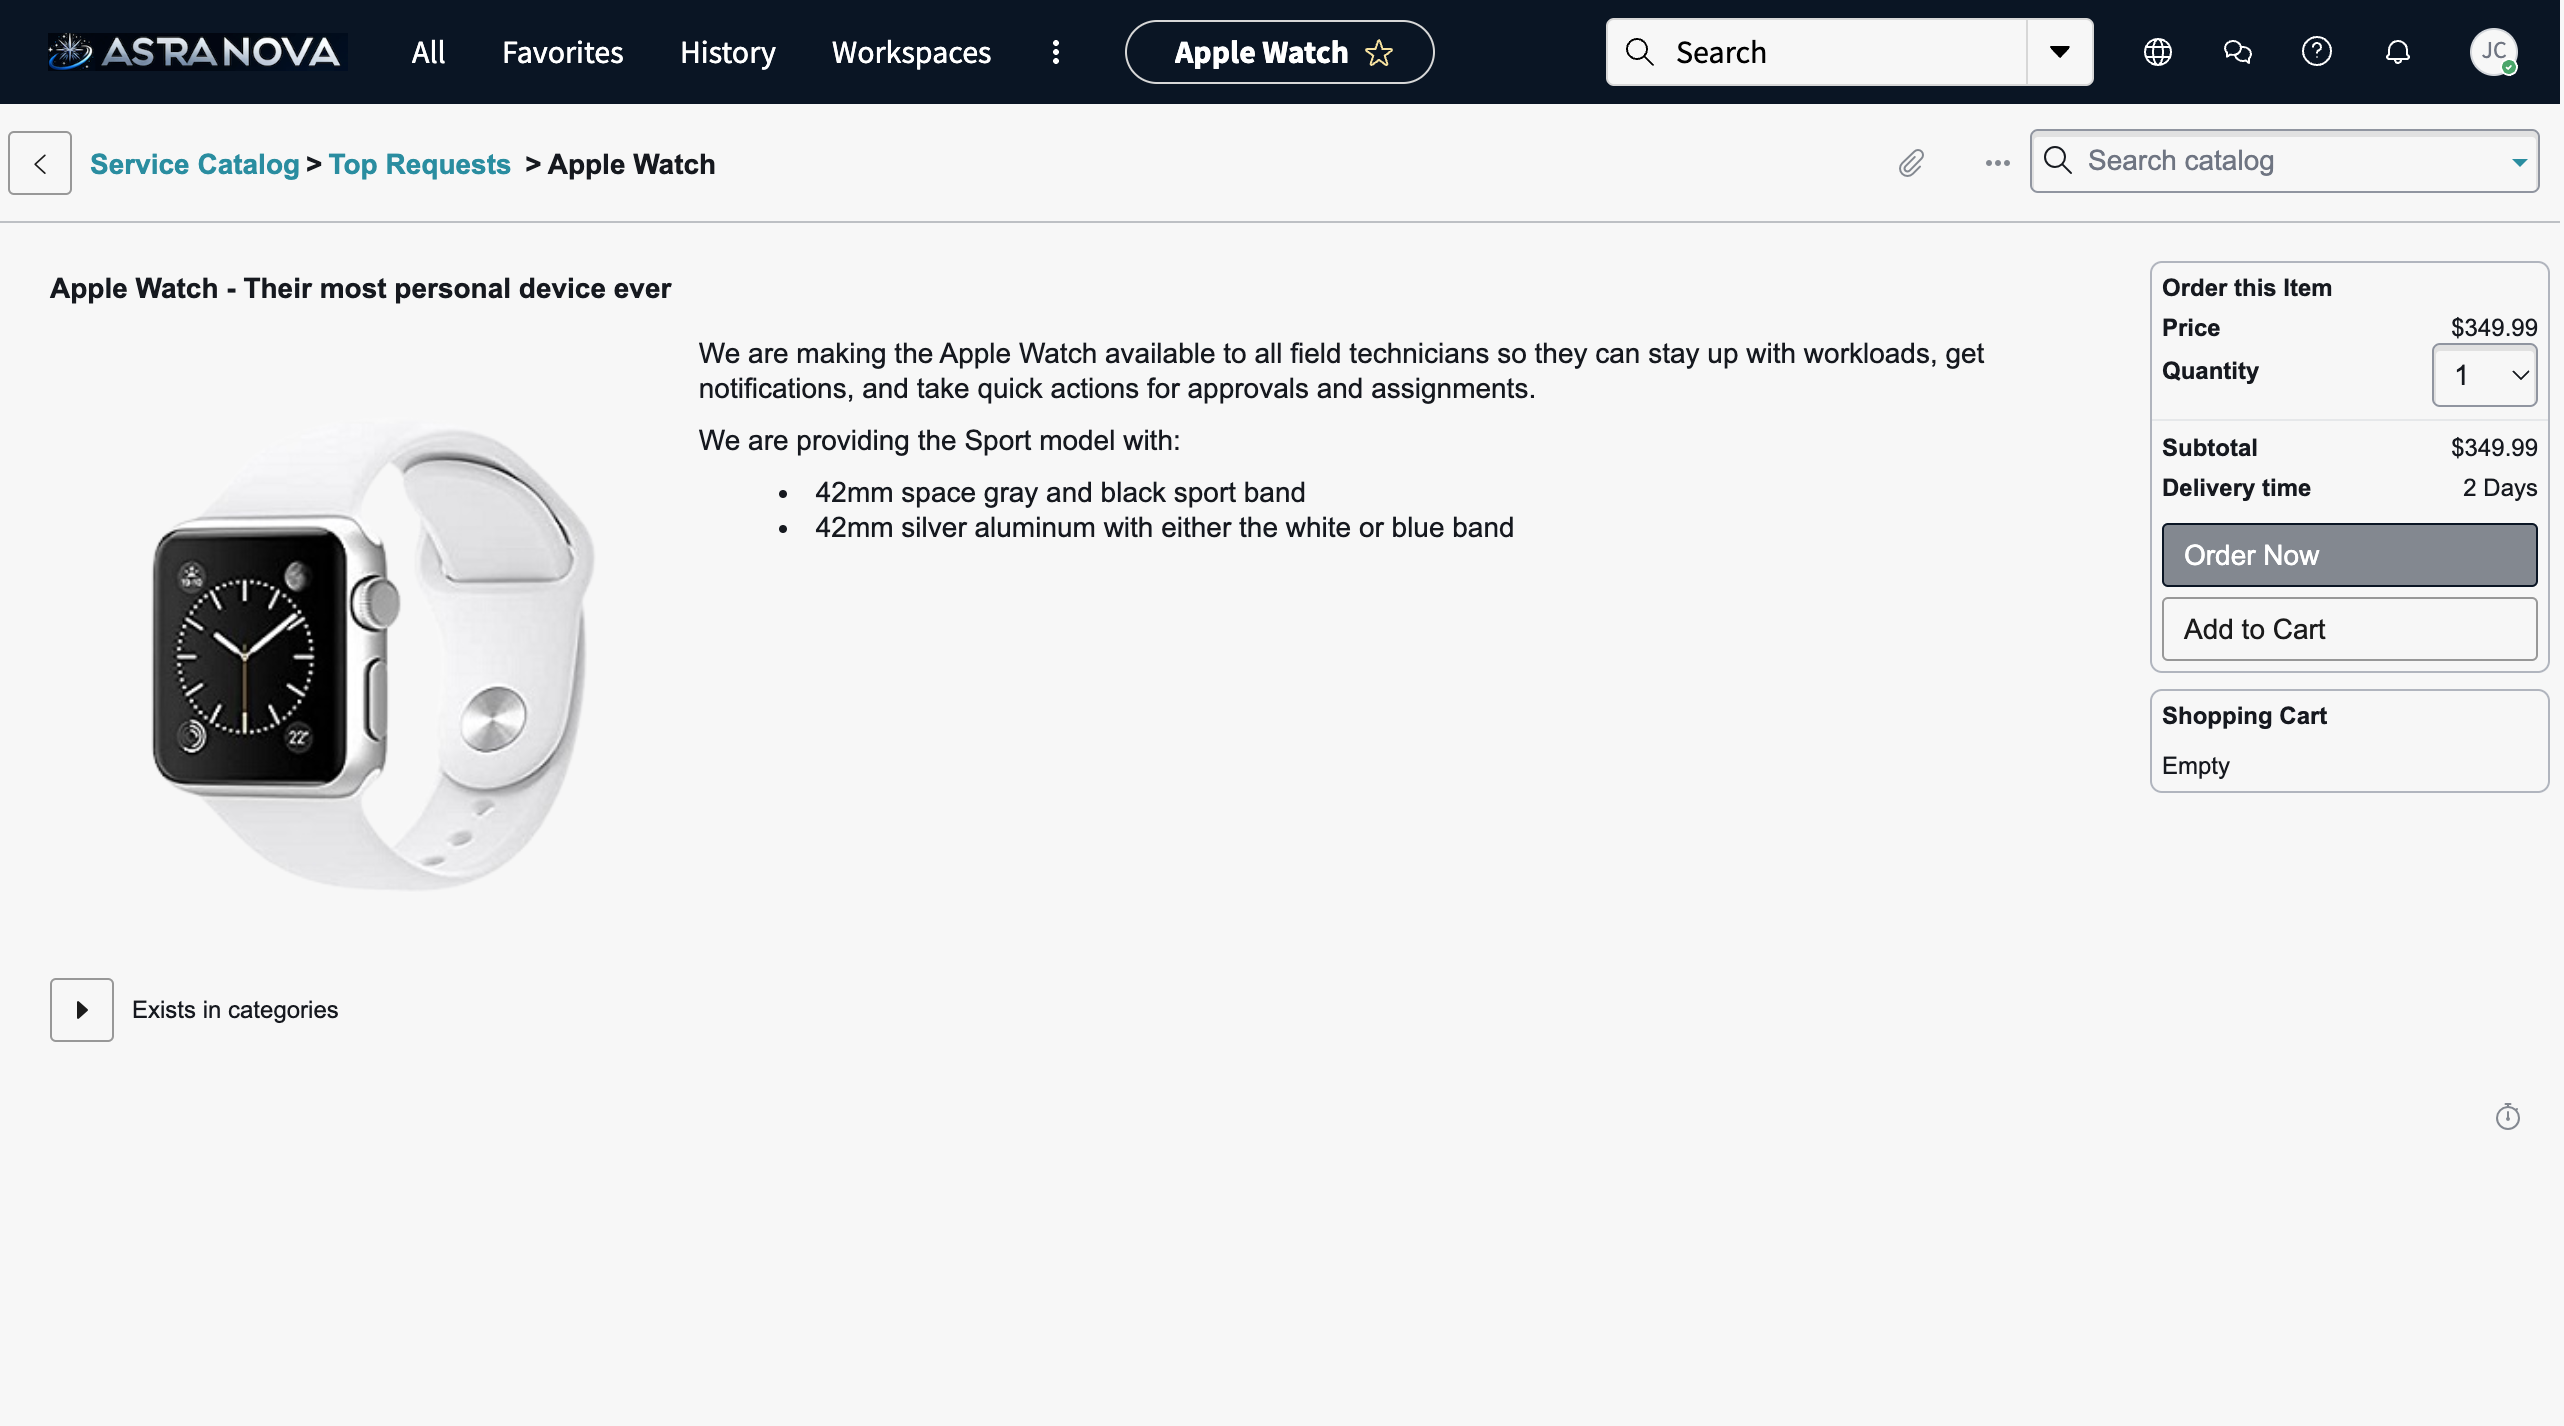 ASTRANOVA
All
Favorites
History
Workspaces
Apple Watch
Search
JC
Service Catalog > Top Requests > Apple Watch
Search catalog
Apple Watch - Their most personal device ever
We are making the Apple Watch available to all field technicians so they can stay up with workloads, get
notifications, and take quick actions for approvals and assignments.
We are providing the Sport model with:
42mm space gray and black sport band
42mm silver aluminum with either the white or blue band
22°
Order this Item
Price $349.99
Quantity 1
Subtotal $349.99
Delivery time 2 Days
Order Now
Add to Cart
Shopping Cart
Empty
Exists in categories